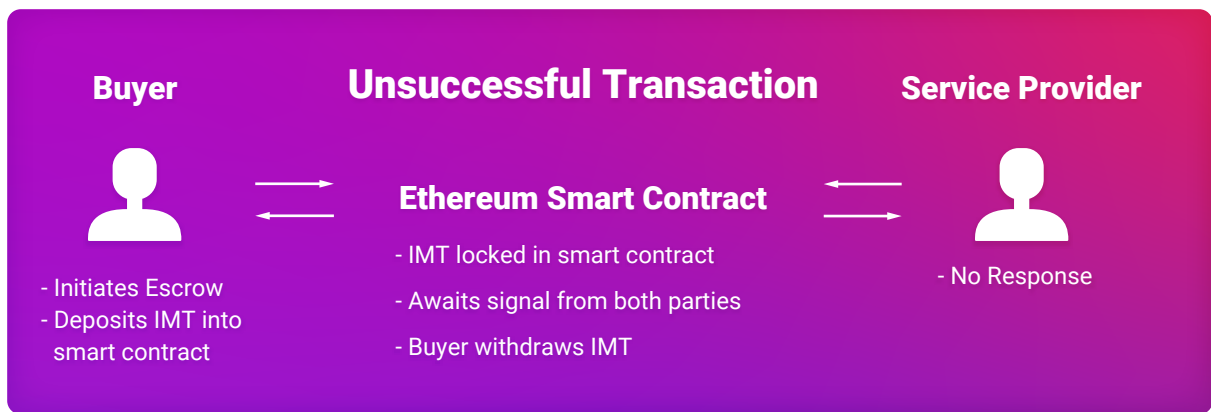 Buyer
Unsuccessful Transaction
Service Provider
Ethereum Smart Contract
- IMT locked in smart contract
- Awaits signal from both parties
- Buyer withdraws IMT
- Initiates Escrow
- Deposits IMT into
smart contract
- No Response